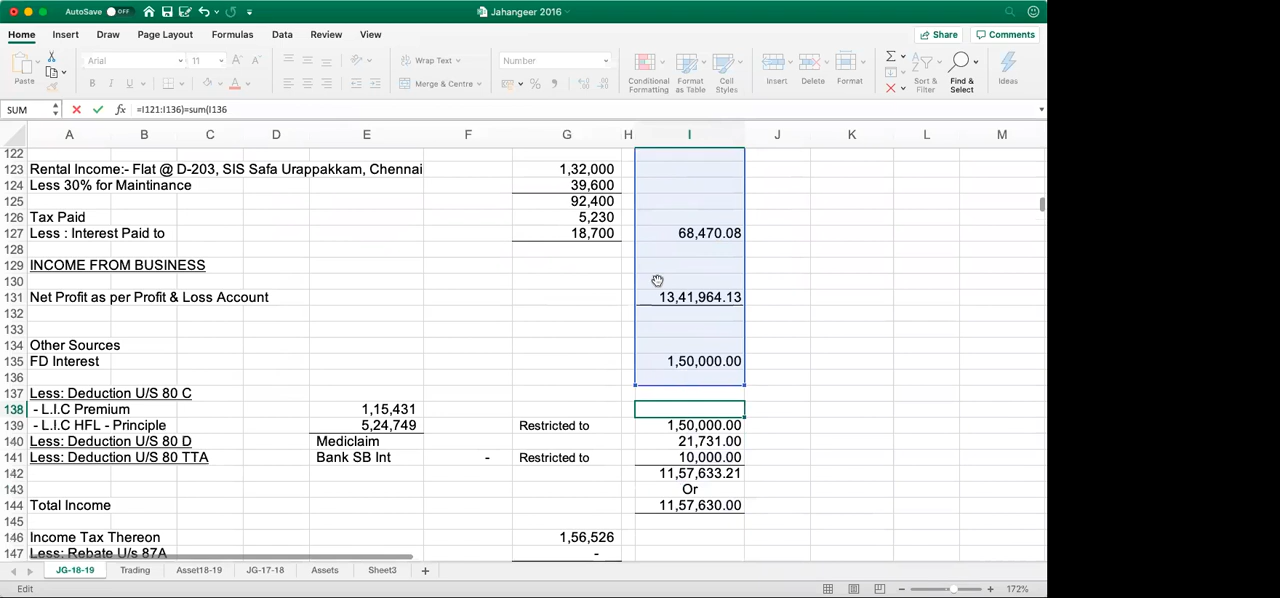 AutoSave OFF Jahangeer 2016
Home Insert Draw Page Layout Formulas Data Review View Share Comments
Paste Arial 11 A A Wrap Text Number
B I U A Merge & Centre % Conditional Formatting Format as Table Cell Styles Insert Delete Format Sort & Filter Find & Select Ideas
SUM fx =I121:I136)=sum(I136
A B C D E F G H I J K L M
122
123 Rental Income:- Flat @ D-203, SIS Safa Urappakkam, Chennai 1,32,000
124 Less 30% for Maintinance 39,600
125 92,400
126 Tax Paid 5,230
127 Less : Interest Paid to 18,700 68,470.08
128
129 INCOME FROM BUSINESS
130
131 Net Profit as per Profit & Loss Account 13,41,964.13
132
133
134 Other Sources
135 FD Interest 1,50,000.00
136
137 Less: Deduction U/S 80 C
138 - L.I.C Premium 1,15,431
139 - L.I.C HFL - Principle 5,24,749 Restricted to 1,50,000.00
140 Less: Deduction U/S 80 D Mediclaim 21,731.00
141 Less: Deduction U/S 80 TTA Bank SB Int - Restricted to 10,000.00
142 11,57,633.21
143 Or
144 Total Income 11,57,630.00
145
146 Income Tax Thereon 1,56,526
147 Less: Rebate U/s 87A -
JG-18-19 Trading Asset18-19 JG-17-18 Assets Sheet3 +
Edit 172%